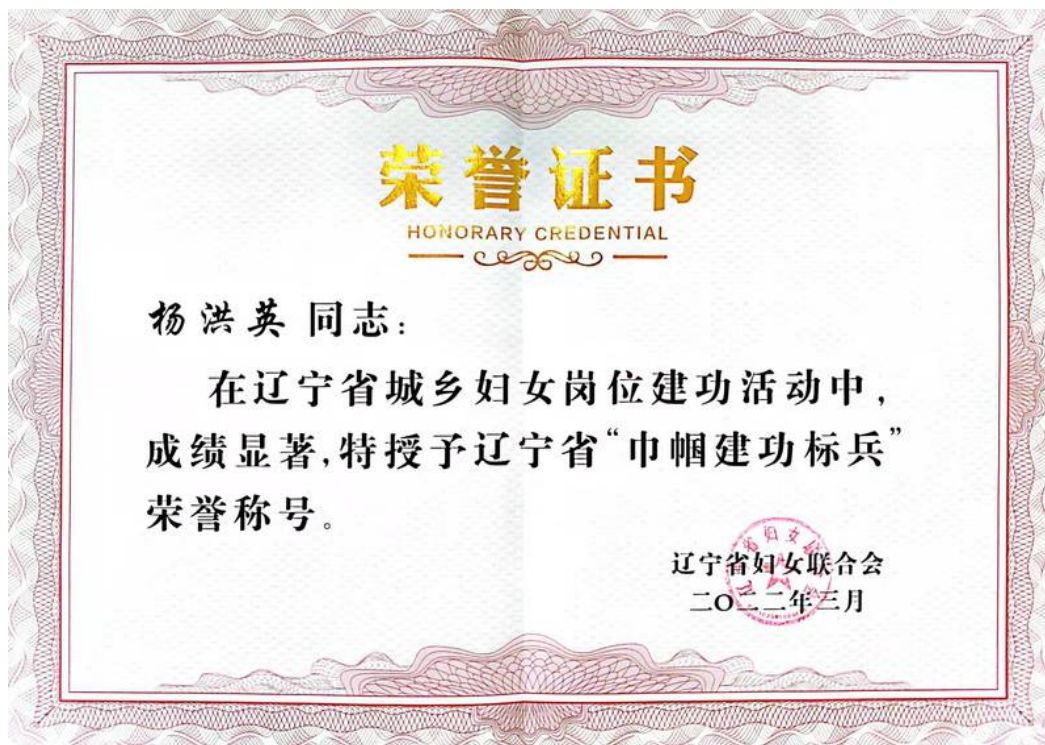 荣誉证书
HONORARY CREDENTIAL
杨洪英 同志：
在辽宁省城乡妇女岗位建功活动中，
成绩显著，特授予辽宁省“巾帼建功标兵”
荣誉称号。
辽宁省妇女联合会
二〇二二年三月